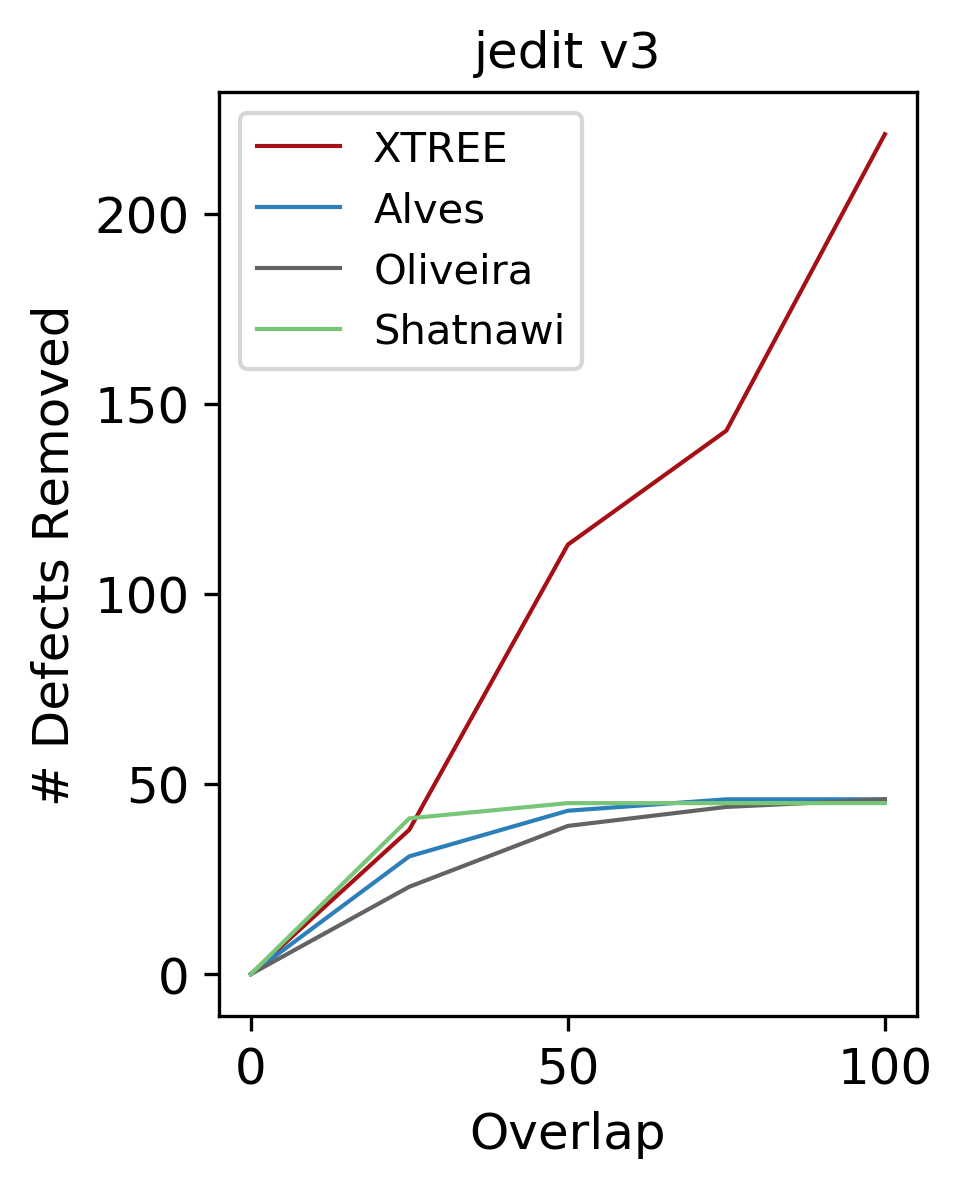 jedit v3
XTREE
Alves
Oliveira
Shatnawi
# Defects Removed
200
150
100
50
0
0 50 100
Overlap